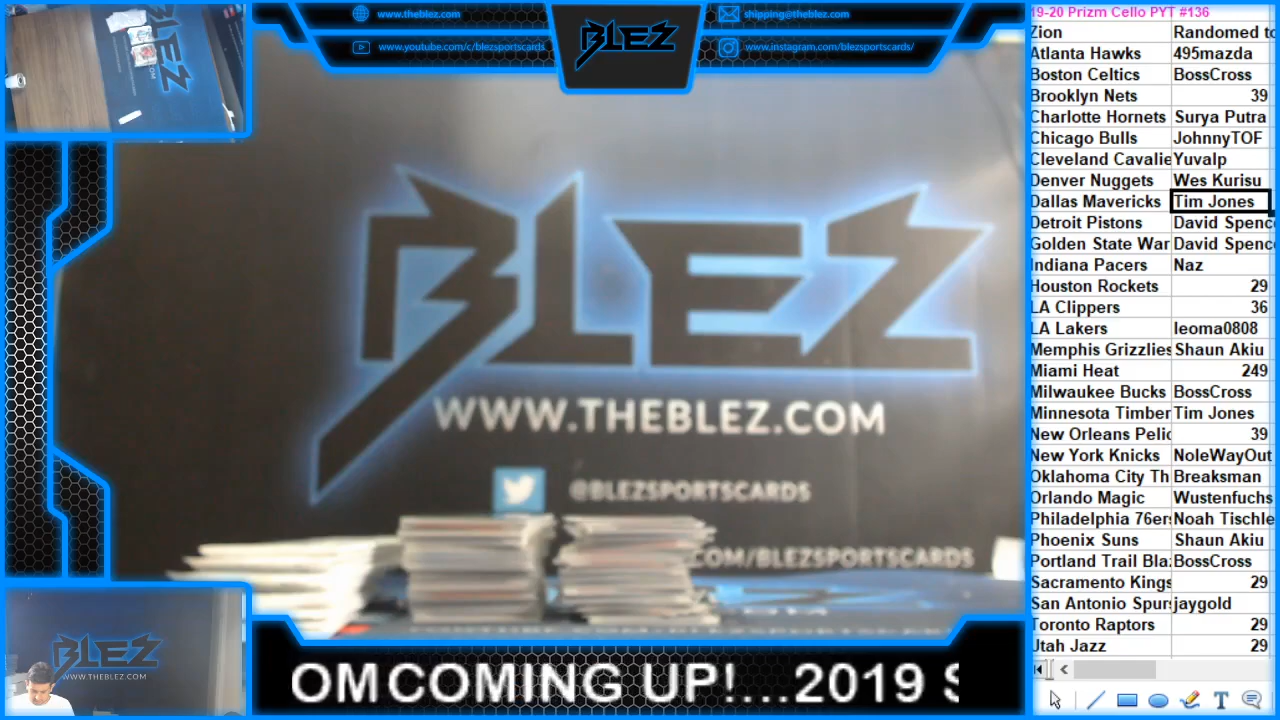 www.theblez.com
www.youtube.com/c/blezsportscards
BLEZ
shipping@theblez.com
www.instagram.com/blezsportscards/
BLEZ
WWW.THEBLEZ.COM
@BLEZSPORTSCARDS
COM/BLEZSPORTSCARDS
BLEZ
WWW.THEBLEZ.COM
OMCOMING UP!...2019 S
19-20 Prizm Cello PYT #136
Zion Randomed to
Atlanta Hawks 495mazda
Boston Celtics BossCross
Brooklyn Nets 39
Charlotte Hornets Surya Putra
Chicago Bulls JohnnyTOF
Cleveland Cavalie Yuvalp
Denver Nuggets Wes Kurisu
Dallas Mavericks Tim Jones
Detroit Pistons David Spence
Golden State War David Spence
Indiana Pacers Naz
Houston Rockets 29
LA Clippers 36
LA Lakers leoma0808
Memphis Grizzlies Shaun Akiu
Miami Heat 249
Milwaukee Bucks BossCross
Minnesota Timber Tim Jones
New Orleans Pelic 39
New York Knicks NoleWayOut
Oklahoma City Th Breaksman
Orlando Magic Wustenfuchs
Philadelphia 76ers Noah Tischle
Phoenix Suns Shaun Akiu
Portland Trail Bla: BossCross
Sacramento Kings 29
San Antonio Spurs jaygold
Toronto Raptors 29
Utah Jazz 29